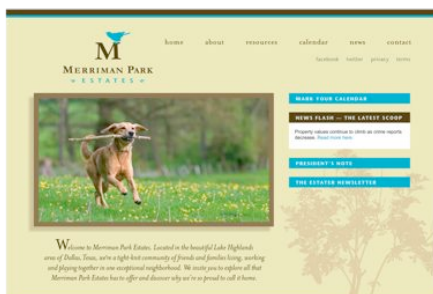 home about resources calendar news contact
facebook twitter privacy terms
M
MERRIMAN PARK
ESTATES
MARK YOUR CALENDAR
NEWS FLASH — THE LATEST SCOOP
Property values continue to climb as crime reports
decrease. Read more here.
PRESIDENT'S NOTE
THE ESTATER NEWSLETTER
Welcome to Merriman Park Estates. Located in the beautiful Lake Highlands
area of Dallas, Texas, we're a tight-knit community of friends and families living, working
and playing together in one exceptional neighborhood. We invite you to explore all that
Merriman Park Estates has to offer and discover why we're so proud to call it home.